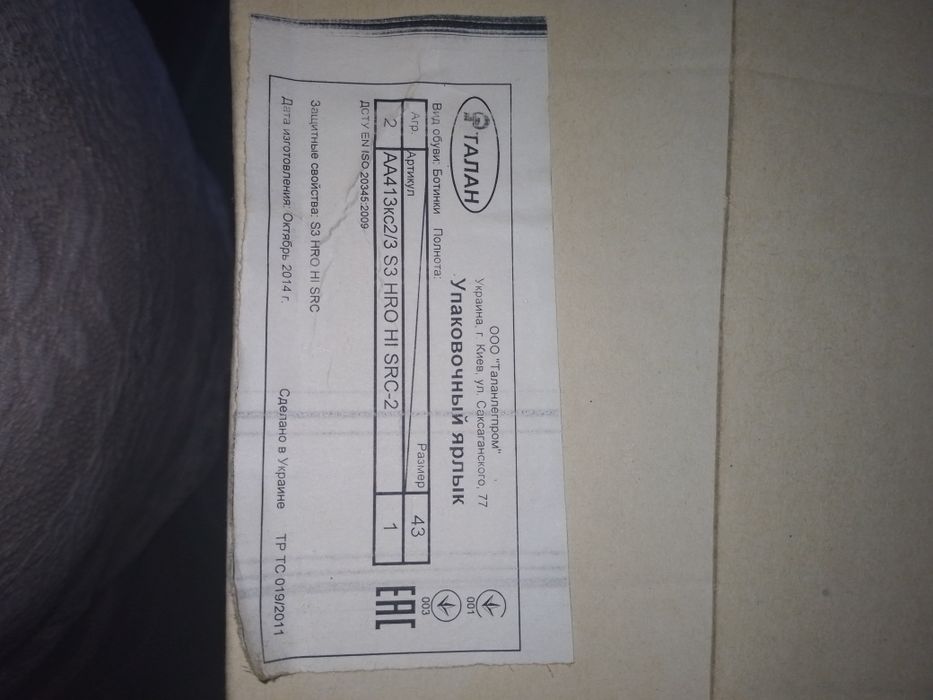 ТАЛАН
ООО "Таланлегпром"
Украина, г. Киев, ул. Саксаганского, 77
Упаковочный ярлык
001
003
Вид обуви: Ботинки Полнота:
Агр. Артикул Размер 43
2 АА413кс2/3 S3 HRO HI SRC-2 1
ЕАС
ДСТУ EN ISO 20345:2009
Защитные свойства: S3 HRO HI SRC
Дата изготовления: Октябрь 2014 г. Сделано в Украине ТР ТС 019/2011